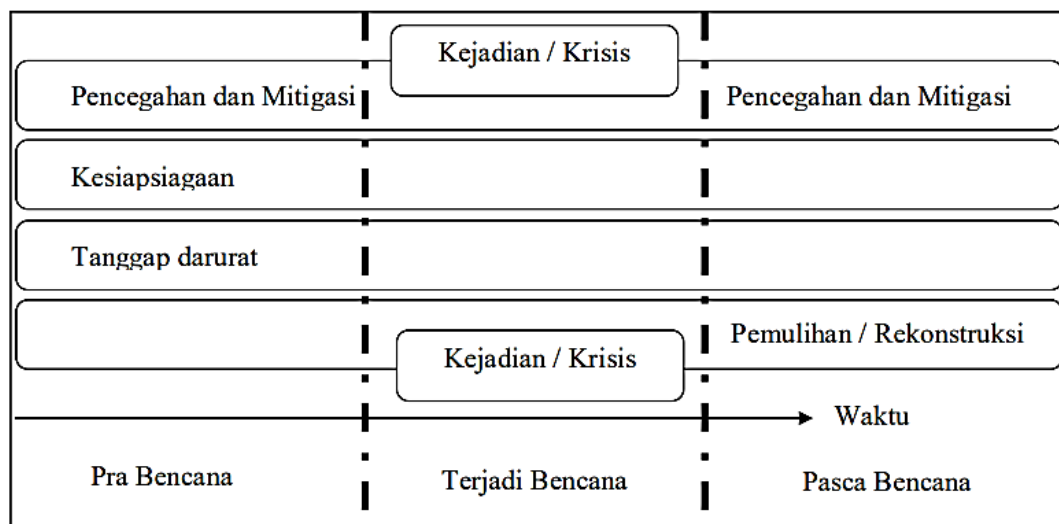 Kejadian / Krisis
Pencegahan dan Mitigasi
Pencegahan dan Mitigasi
Kesiapsiagaan
Tanggap darurat
Pemulihan / Rekonstruksi
Kejadian / Krisis
Waktu
Pra Bencana
Terjadi Bencana
Pasca Bencana